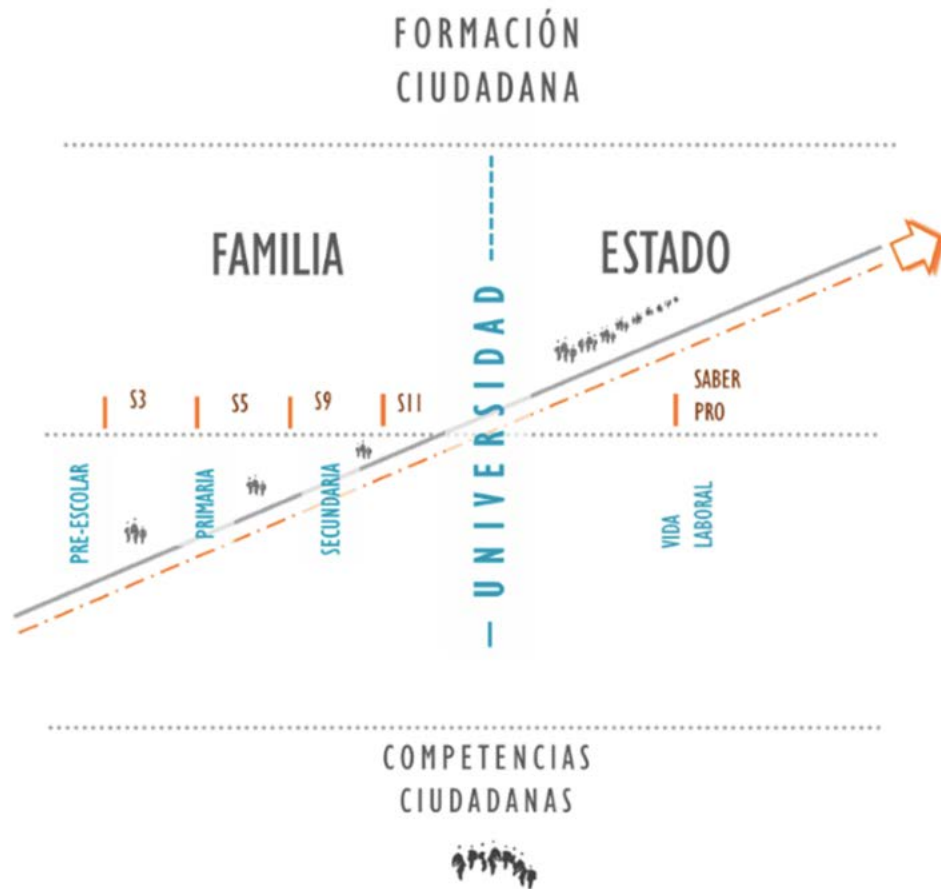 FORMACIÓN
CIUDADANA
FAMILIA
ESTADO
S3
S5
S9
S11
SABER
PRO
UNIVERSIDAD
PRE-ESCOLAR
PRIMARIA
SECUNDARIA
VIDA
LABORAL
COMPETENCIAS
CIUDADANAS